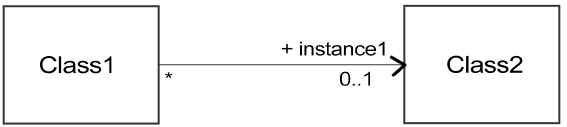 Class1
+ instance1
Class2
*
0..1